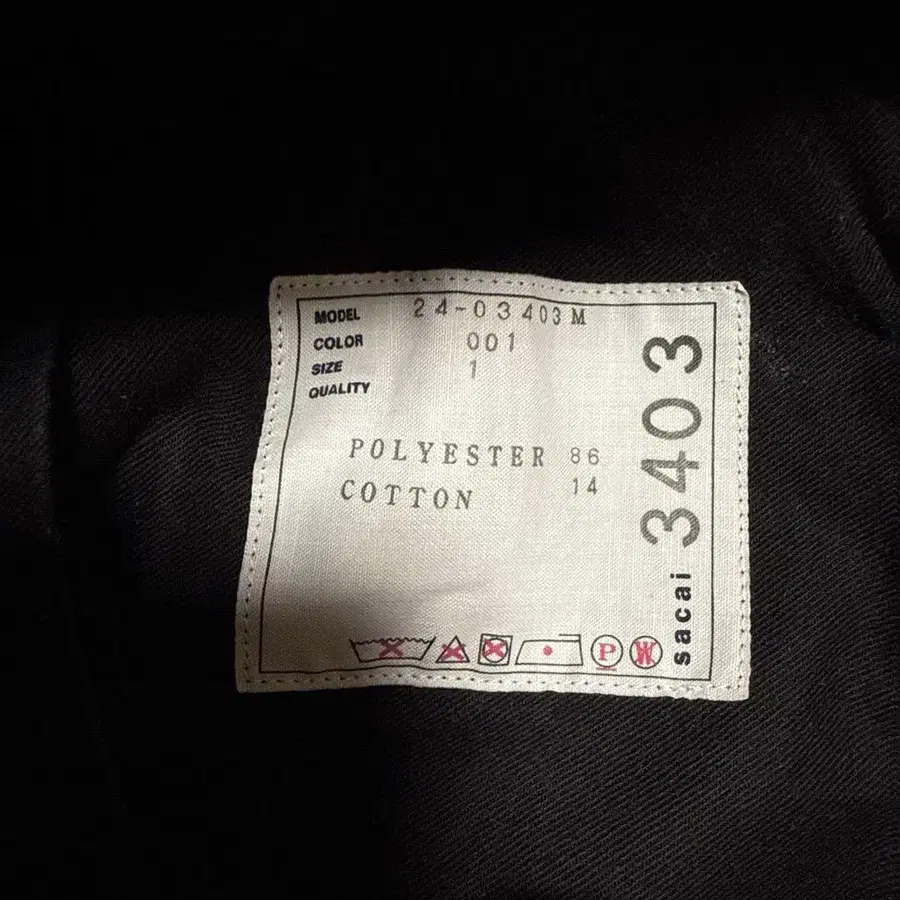 MODEL 24-03403M
COLOR 001
SIZE 1
QUALITY
POLYESTER 86
COTTON 14
P W
sacai 3403